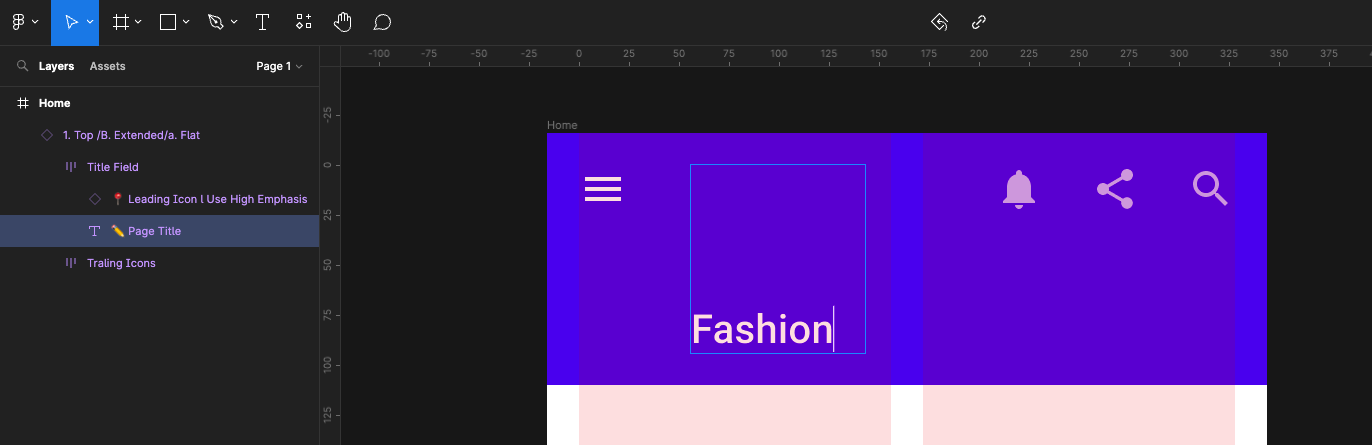 Layers Assets Page 1
-100 -75 -50 -25 0 25 50 75 100 125 150 175 200 225 250 275 300 325 350 375
Home
1. Top /B. Extended/a. Flat
Title Field
📍 Leading Icon l Use High Emphasis
✏️ Page Title
Traling Icons
-25
0
25
50
75
100
125
Home
Fashion